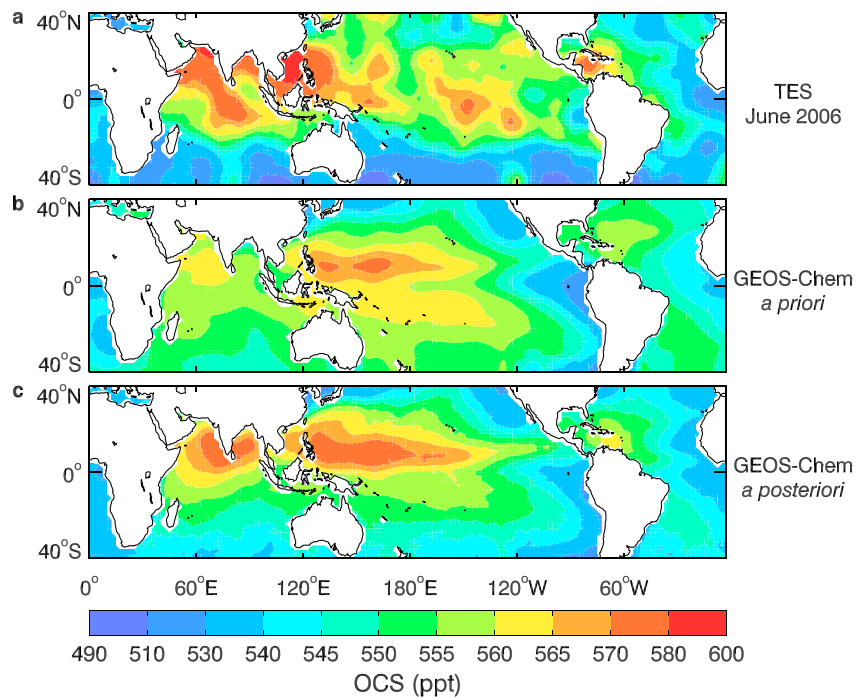 a
40°N
0°
40°S
TES
June 2006
b
40°N
0°
40°S
GEOS-Chem
a priori
c
40°N
0°
40°S
GEOS-Chem
a posteriori
0° 60°E 120°E 180°E 120°W 60°W
490 510 530 540 545 550 555 560 565 570 580 600
OCS (ppt)